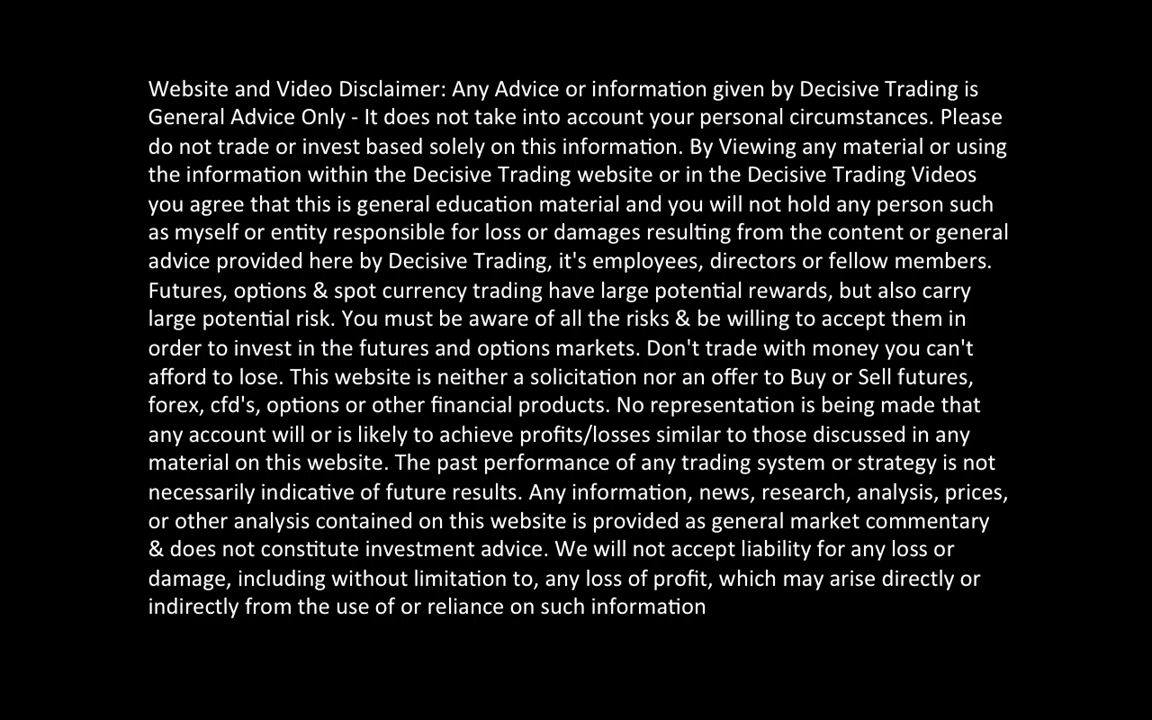 Website and Video Disclaimer: Any Advice or information given by Decisive Trading is
General Advice Only - It does not take into account your personal circumstances. Please
do not trade or invest based solely on this information. By Viewing any material or using
the information within the Decisive Trading website or in the Decisive Trading Videos
you agree that this is general education material and you will not hold any person such
as myself or entity responsible for loss or damages resulting from the content or general
advice provided here by Decisive Trading, it's employees, directors or fellow members.
Futures, options & spot currency trading have large potential rewards, but also carry
large potential risk. You must be aware of all the risks & be willing to accept them in
order to invest in the futures and options markets. Don't trade with money you can't
afford to lose. This website is neither a solicitation nor an offer to Buy or Sell futures,
forex, cfd's, options or other financial products. No representation is being made that
any account will or is likely to achieve profits/losses similar to those discussed in any
material on this website. The past performance of any trading system or strategy is not
necessarily indicative of future results. Any information, news, research, analysis, prices,
or other analysis contained on this website is provided as general market commentary
& does not constitute investment advice. We will not accept liability for any loss or
damage, including without limitation to, any loss of profit, which may arise directly or
indirectly from the use of or reliance on such information